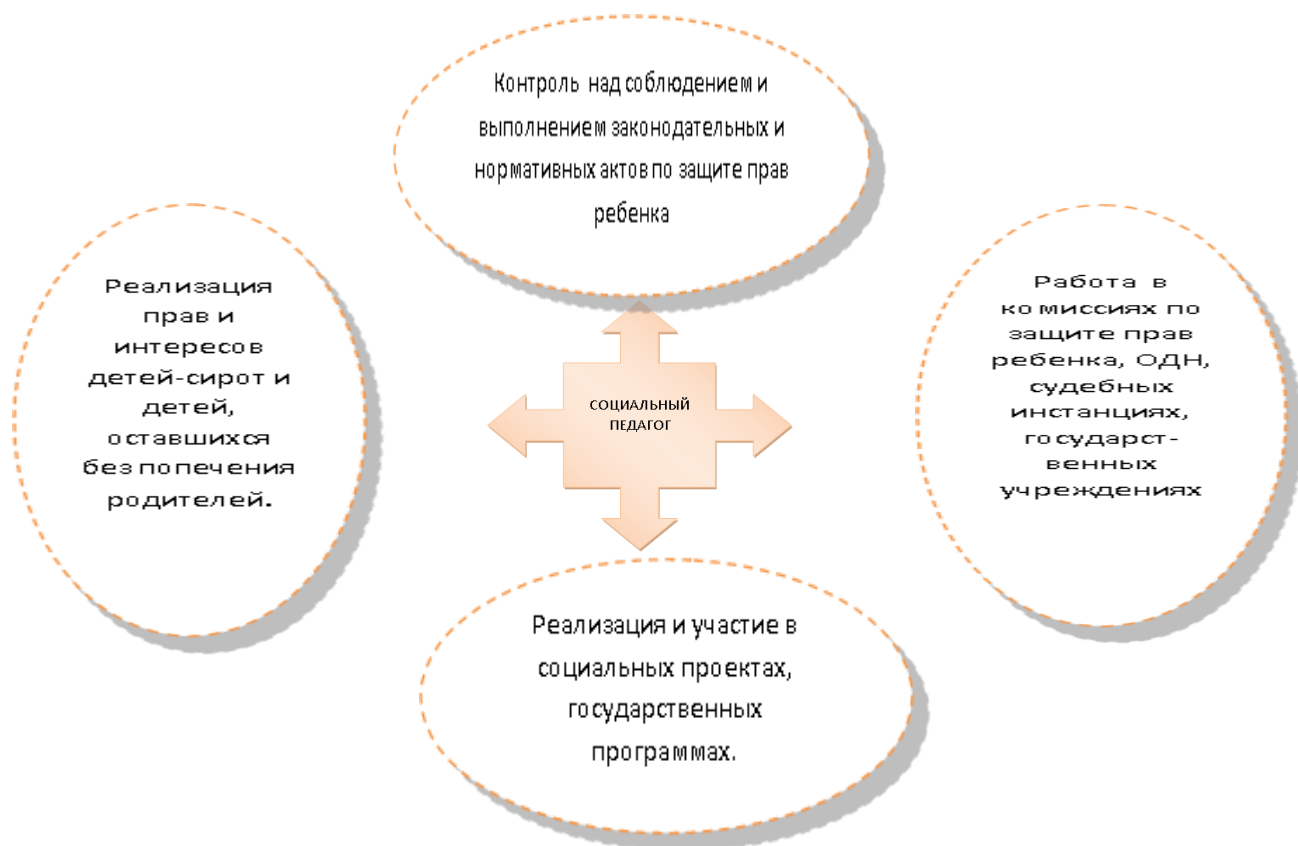 Контроль над соблюдением и
выполнением законодательных и
нормативных актов по защите прав
ребенка
Реализация
прав и
интересов
детей-сирот и
детей,
оставшихся
без попечения
родителей.
СОЦИАЛЬНЫЙ
ПЕДАГОГ
Работа в
комиссиях по
защите прав
ребенка, ОДН,
судебных
инстанциях,
государст-
венных
учреждениях
Реализация и участие в
социальных проектах,
государственных
программах.